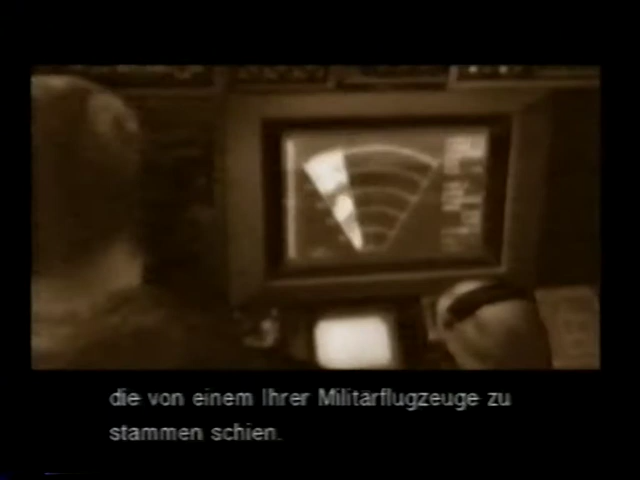 die von einem Ihrer Militärflugzeuge zu
stammen schien.